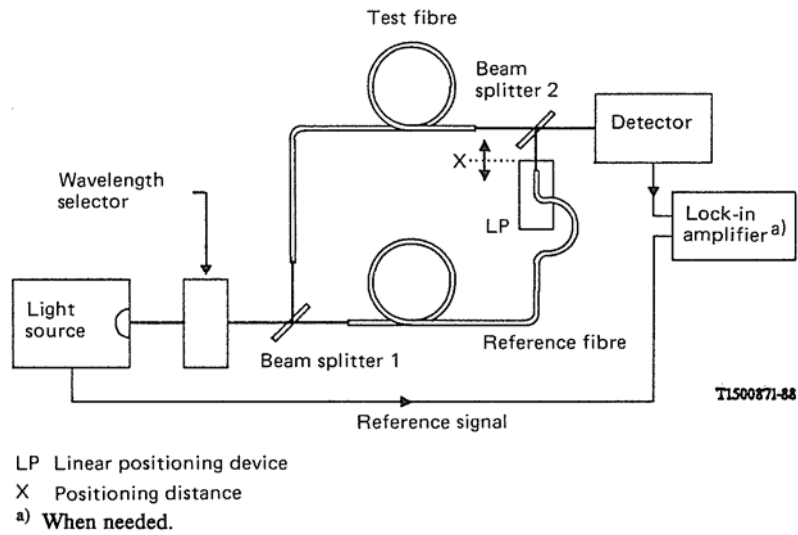 Test fibre
Beam
splitter 2
Detector
X
Wavelength
selector
LP
Lock-in
amplifier a)
Light
source
Beam splitter 1
Reference fibre
T1500871-88
Reference signal
LP Linear positioning device
X Positioning distance
a) When needed.